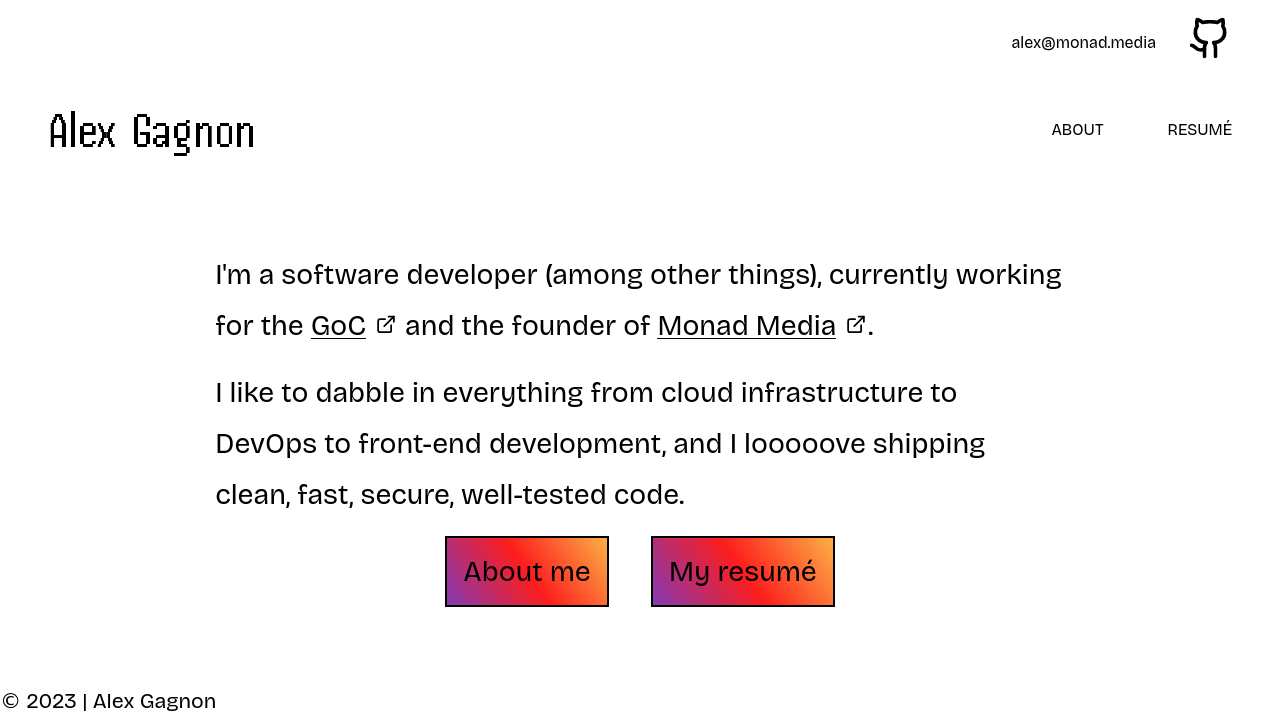 alex@monad.media
Alex Gagnon
ABOUT
RESUMÉ
I'm a software developer (among other things), currently working
for the GoC and the founder of Monad Media.
I like to dabble in everything from cloud infrastructure to
DevOps to front-end development, and I looooove shipping
clean, fast, secure, well-tested code.
About me
My resumé
© 2023 | Alex Gagnon